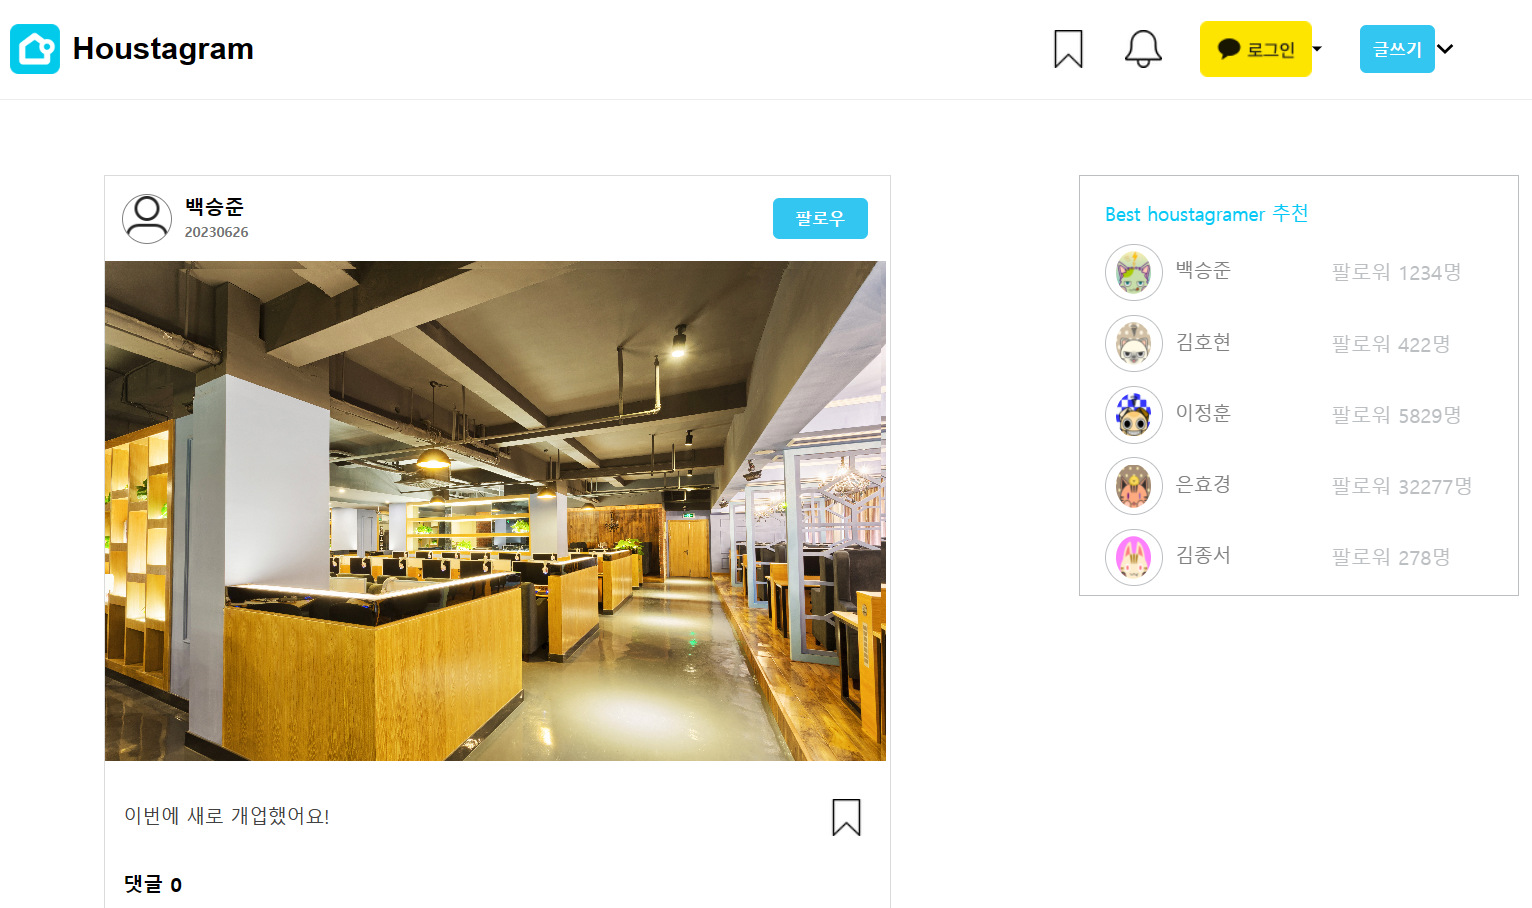 Houstagram
로그인
글쓰기
백승준
20230626
팔로우
이번에 새로 개업했어요!
댓글 0
Best houstagramer 추천
백승준 팔로워 1234명
김호현 팔로워 422명
이정훈 팔로워 5829명
은효경 팔로워 32277명
김종서 팔로워 278명